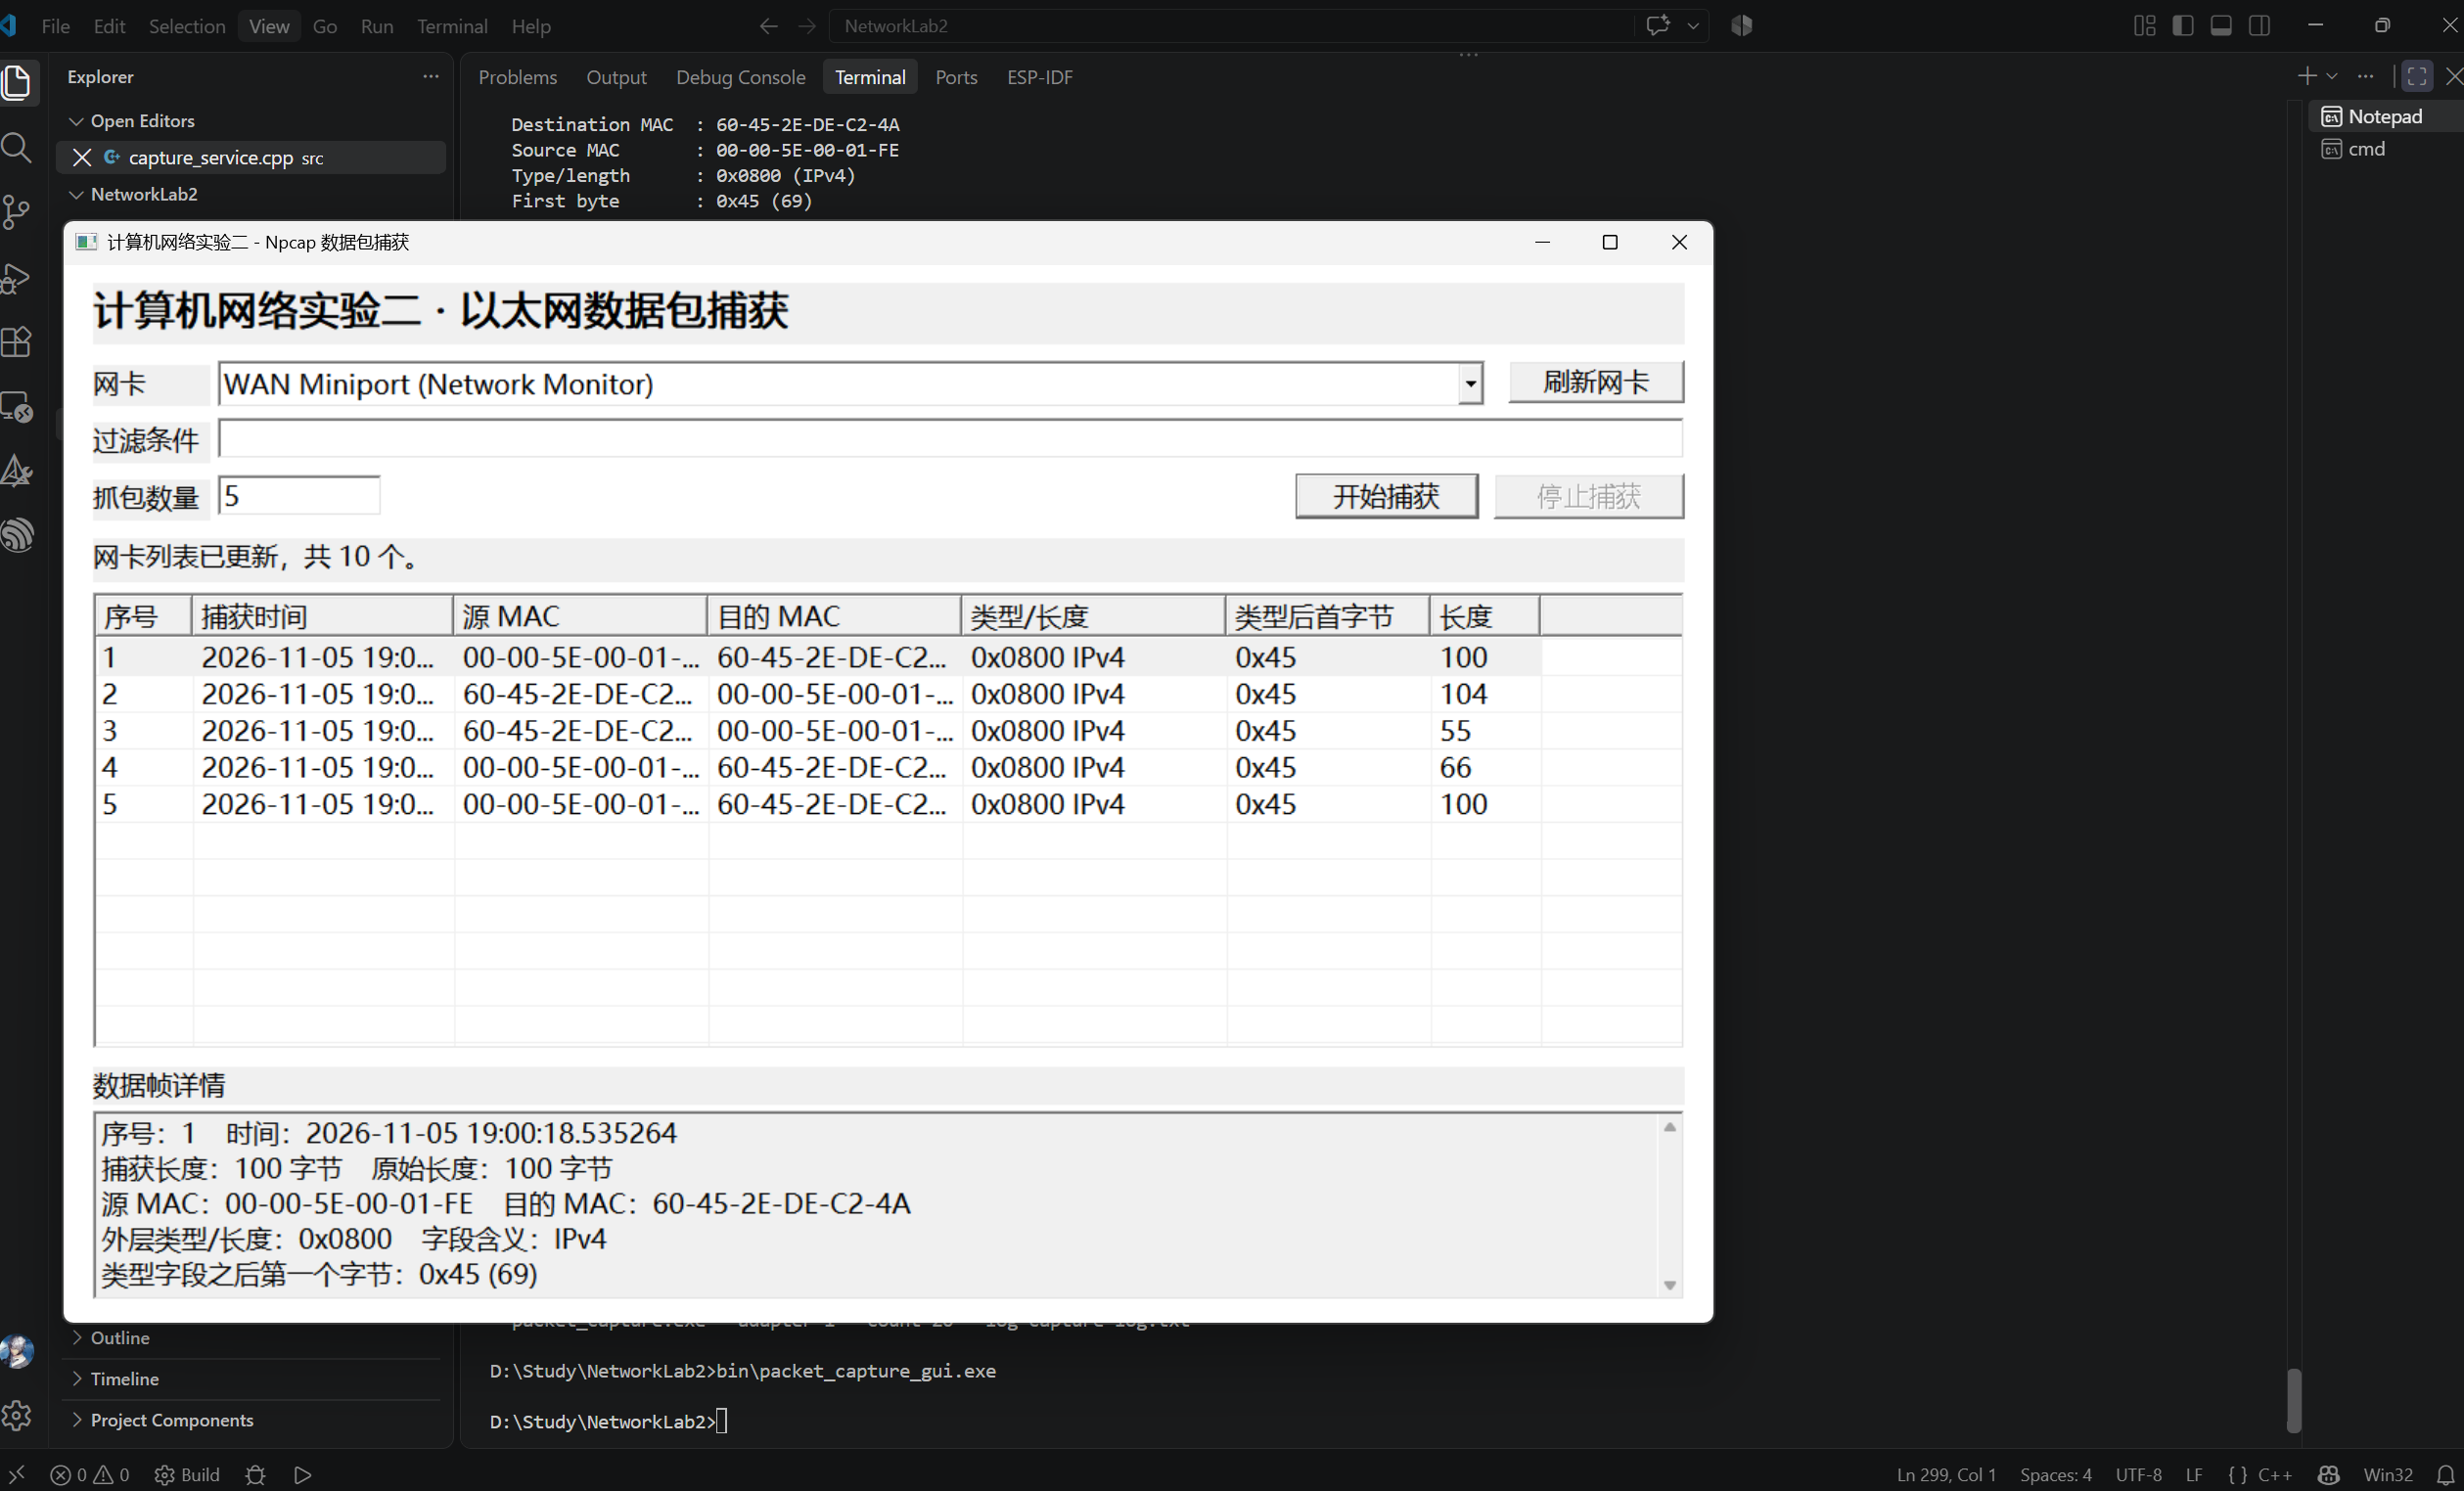 File Edit Selection View Go Run Terminal Help
NetworkLab2
Explorer
Problems Output Debug Console Terminal Ports ESP-IDF
Open Editors
capture_service.cpp src
NetworkLab2
Destination MAC : 60-45-2E-DE-C2-4A
Source MAC : 00-00-5E-00-01-FE
Type/length : 0x0800 (IPv4)
First byte : 0x45 (69)
Notepad
cmd
计算机网络实验二 - Npcap 数据包捕获
计算机网络实验二 · 以太网数据包捕获
网卡 WAN Miniport (Network Monitor) 刷新网卡
过滤条件
抓包数量 5 开始捕获 停止捕获
网卡列表已更新，共 10 个。
序号 捕获时间 源 MAC 目的 MAC 类型/长度 类型后首字节 长度
1 2026-11-05 19:0... 00-00-5E-00-01-... 60-45-2E-DE-C2... 0x0800 IPv4 0x45 100
2 2026-11-05 19:0... 60-45-2E-DE-C2... 00-00-5E-00-01-... 0x0800 IPv4 0x45 104
3 2026-11-05 19:0... 60-45-2E-DE-C2... 00-00-5E-00-01-... 0x0800 IPv4 0x45 55
4 2026-11-05 19:0... 00-00-5E-00-01-... 60-45-2E-DE-C2... 0x0800 IPv4 0x45 66
5 2026-11-05 19:0... 00-00-5E-00-01-... 60-45-2E-DE-C2... 0x0800 IPv4 0x45 100
数据帧详情
序号：1 时间：2026-11-05 19:00:18.535264
捕获长度：100 字节 原始长度：100 字节
源 MAC：00-00-5E-00-01-FE 目的 MAC：60-45-2E-DE-C2-4A
外层类型/长度：0x0800 字段含义：IPv4
类型字段之后第一个字节：0x45 (69)
Outline
Timeline
Project Components
D:\Study\NetworkLab2>bin\packet_capture_gui.exe
D:\Study\NetworkLab2>
0 0 Build
Ln 299, Col 1 Spaces: 4 UTF-8 LF {} C++ Win32